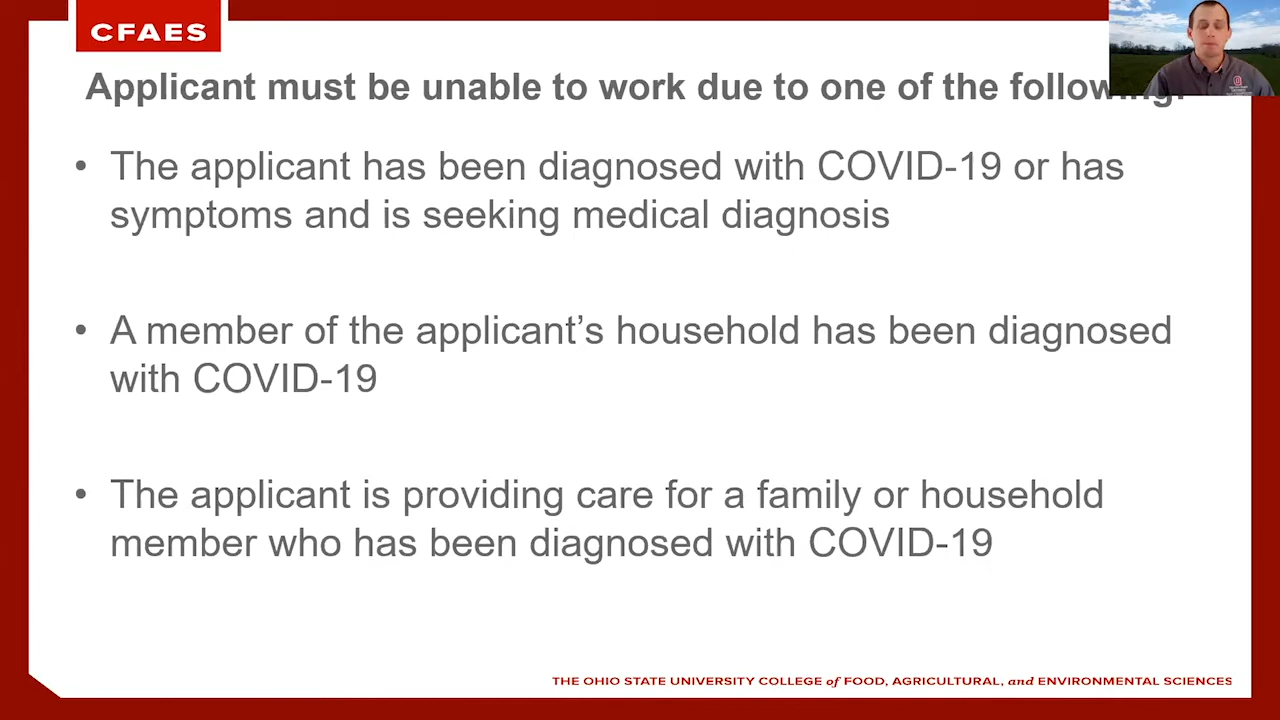 CFAES
Applicant must be unable to work due to one of the following:
• The applicant has been diagnosed with COVID-19 or has
symptoms and is seeking medical diagnosis
• A member of the applicant’s household has been diagnosed
with COVID-19
• The applicant is providing care for a family or household
member who has been diagnosed with COVID-19
THE OHIO STATE UNIVERSITY COLLEGE of FOOD, AGRICULTURAL, and ENVIRONMENTAL SCIENCES